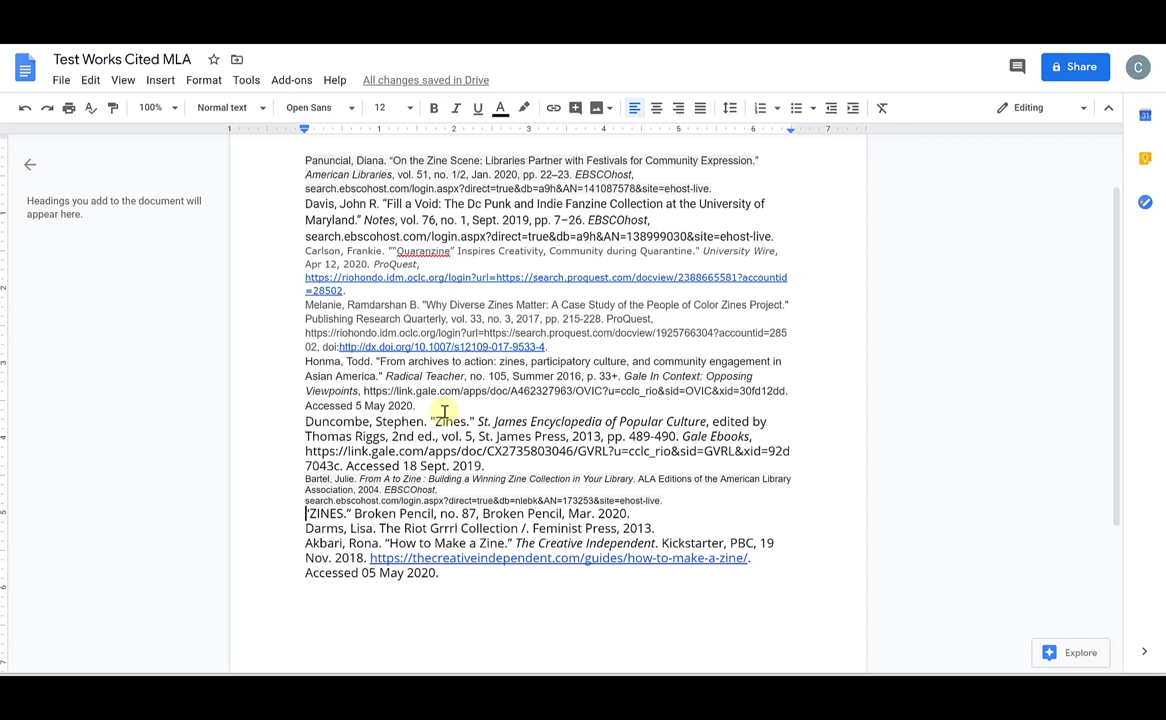 Test Works Cited MLA
File Edit View Insert Format Tools Add-ons Help All changes saved in Drive
Share
C
100% Normal text Open Sans 12 B I U A Editing
1 1 2 3 4 5 6 7
31
Headings you add to the document will
appear here.
Panuncial, Diana. “On the Zine Scene: Libraries Partner with Festivals for Community Expression.”
American Libraries, vol. 51, no. 1/2, Jan. 2020, pp. 22–23. EBSCOhost,
search.ebscohost.com/login.aspx?direct=true&db=a9h&AN=141087578&site=ehost-live.
Davis, John R. “Fill a Void: The Dc Punk and Indie Fanzine Collection at the University of
Maryland.” Notes, vol. 76, no. 1, Sept. 2019, pp. 7–26. EBSCOhost,
search.ebscohost.com/login.aspx?direct=true&db=a9h&AN=138999030&site=ehost-live.
Carlson, Frankie. "“Quaranzine” Inspires Creativity, Community during Quarantine." University Wire,
Apr 12, 2020. ProQuest,
https://riohondo.idm.oclc.org/login?url=https://search.proquest.com/docview/2388665581?accountid
=28502.
Melanie, Ramdarshan B. "Why Diverse Zines Matter: A Case Study of the People of Color Zines Project."
Publishing Research Quarterly, vol. 33, no. 3, 2017, pp. 215-228. ProQuest,
https://riohondo.idm.oclc.org/login?url=https://search.proquest.com/docview/1925766304?accountid=285
02, doi:http://dx.doi.org/10.1007/s12109-017-9533-4.
Honma, Todd. "From archives to action: zines, participatory culture, and community engagement in
Asian America." Radical Teacher, no. 105, Summer 2016, p. 33+. Gale In Context: Opposing
Viewpoints, https://link.gale.com/apps/doc/A462327963/OVIC?u=cclc_rio&sid=OVIC&xid=30fd12dd.
Accessed 5 May 2020.
Duncombe, Stephen. "Zines." St. James Encyclopedia of Popular Culture, edited by
Thomas Riggs, 2nd ed., vol. 5, St. James Press, 2013, pp. 489-490. Gale Ebooks,
https://link.gale.com/apps/doc/CX2735803046/GVRL?u=cclc_rio&sid=GVRL&xid=92d
7043c. Accessed 18 Sept. 2019.
Bartel, Julie. From A to Zine : Building a Winning Zine Collection in Your Library. ALA Editions of the American Library
Association, 2004. EBSCOhost,
search.ebscohost.com/login.aspx?direct=true&db=nlebk&AN=173253&site=ehost-live.
“ZINES.” Broken Pencil, no. 87, Broken Pencil, Mar. 2020.
Darms, Lisa. The Riot Grrrl Collection /. Feminist Press, 2013.
Akbari, Rona. “How to Make a Zine.” The Creative Independent. Kickstarter, PBC, 19
Nov. 2018. https://thecreativeindependent.com/guides/how-to-make-a-zine/.
Accessed 05 May 2020.
Explore